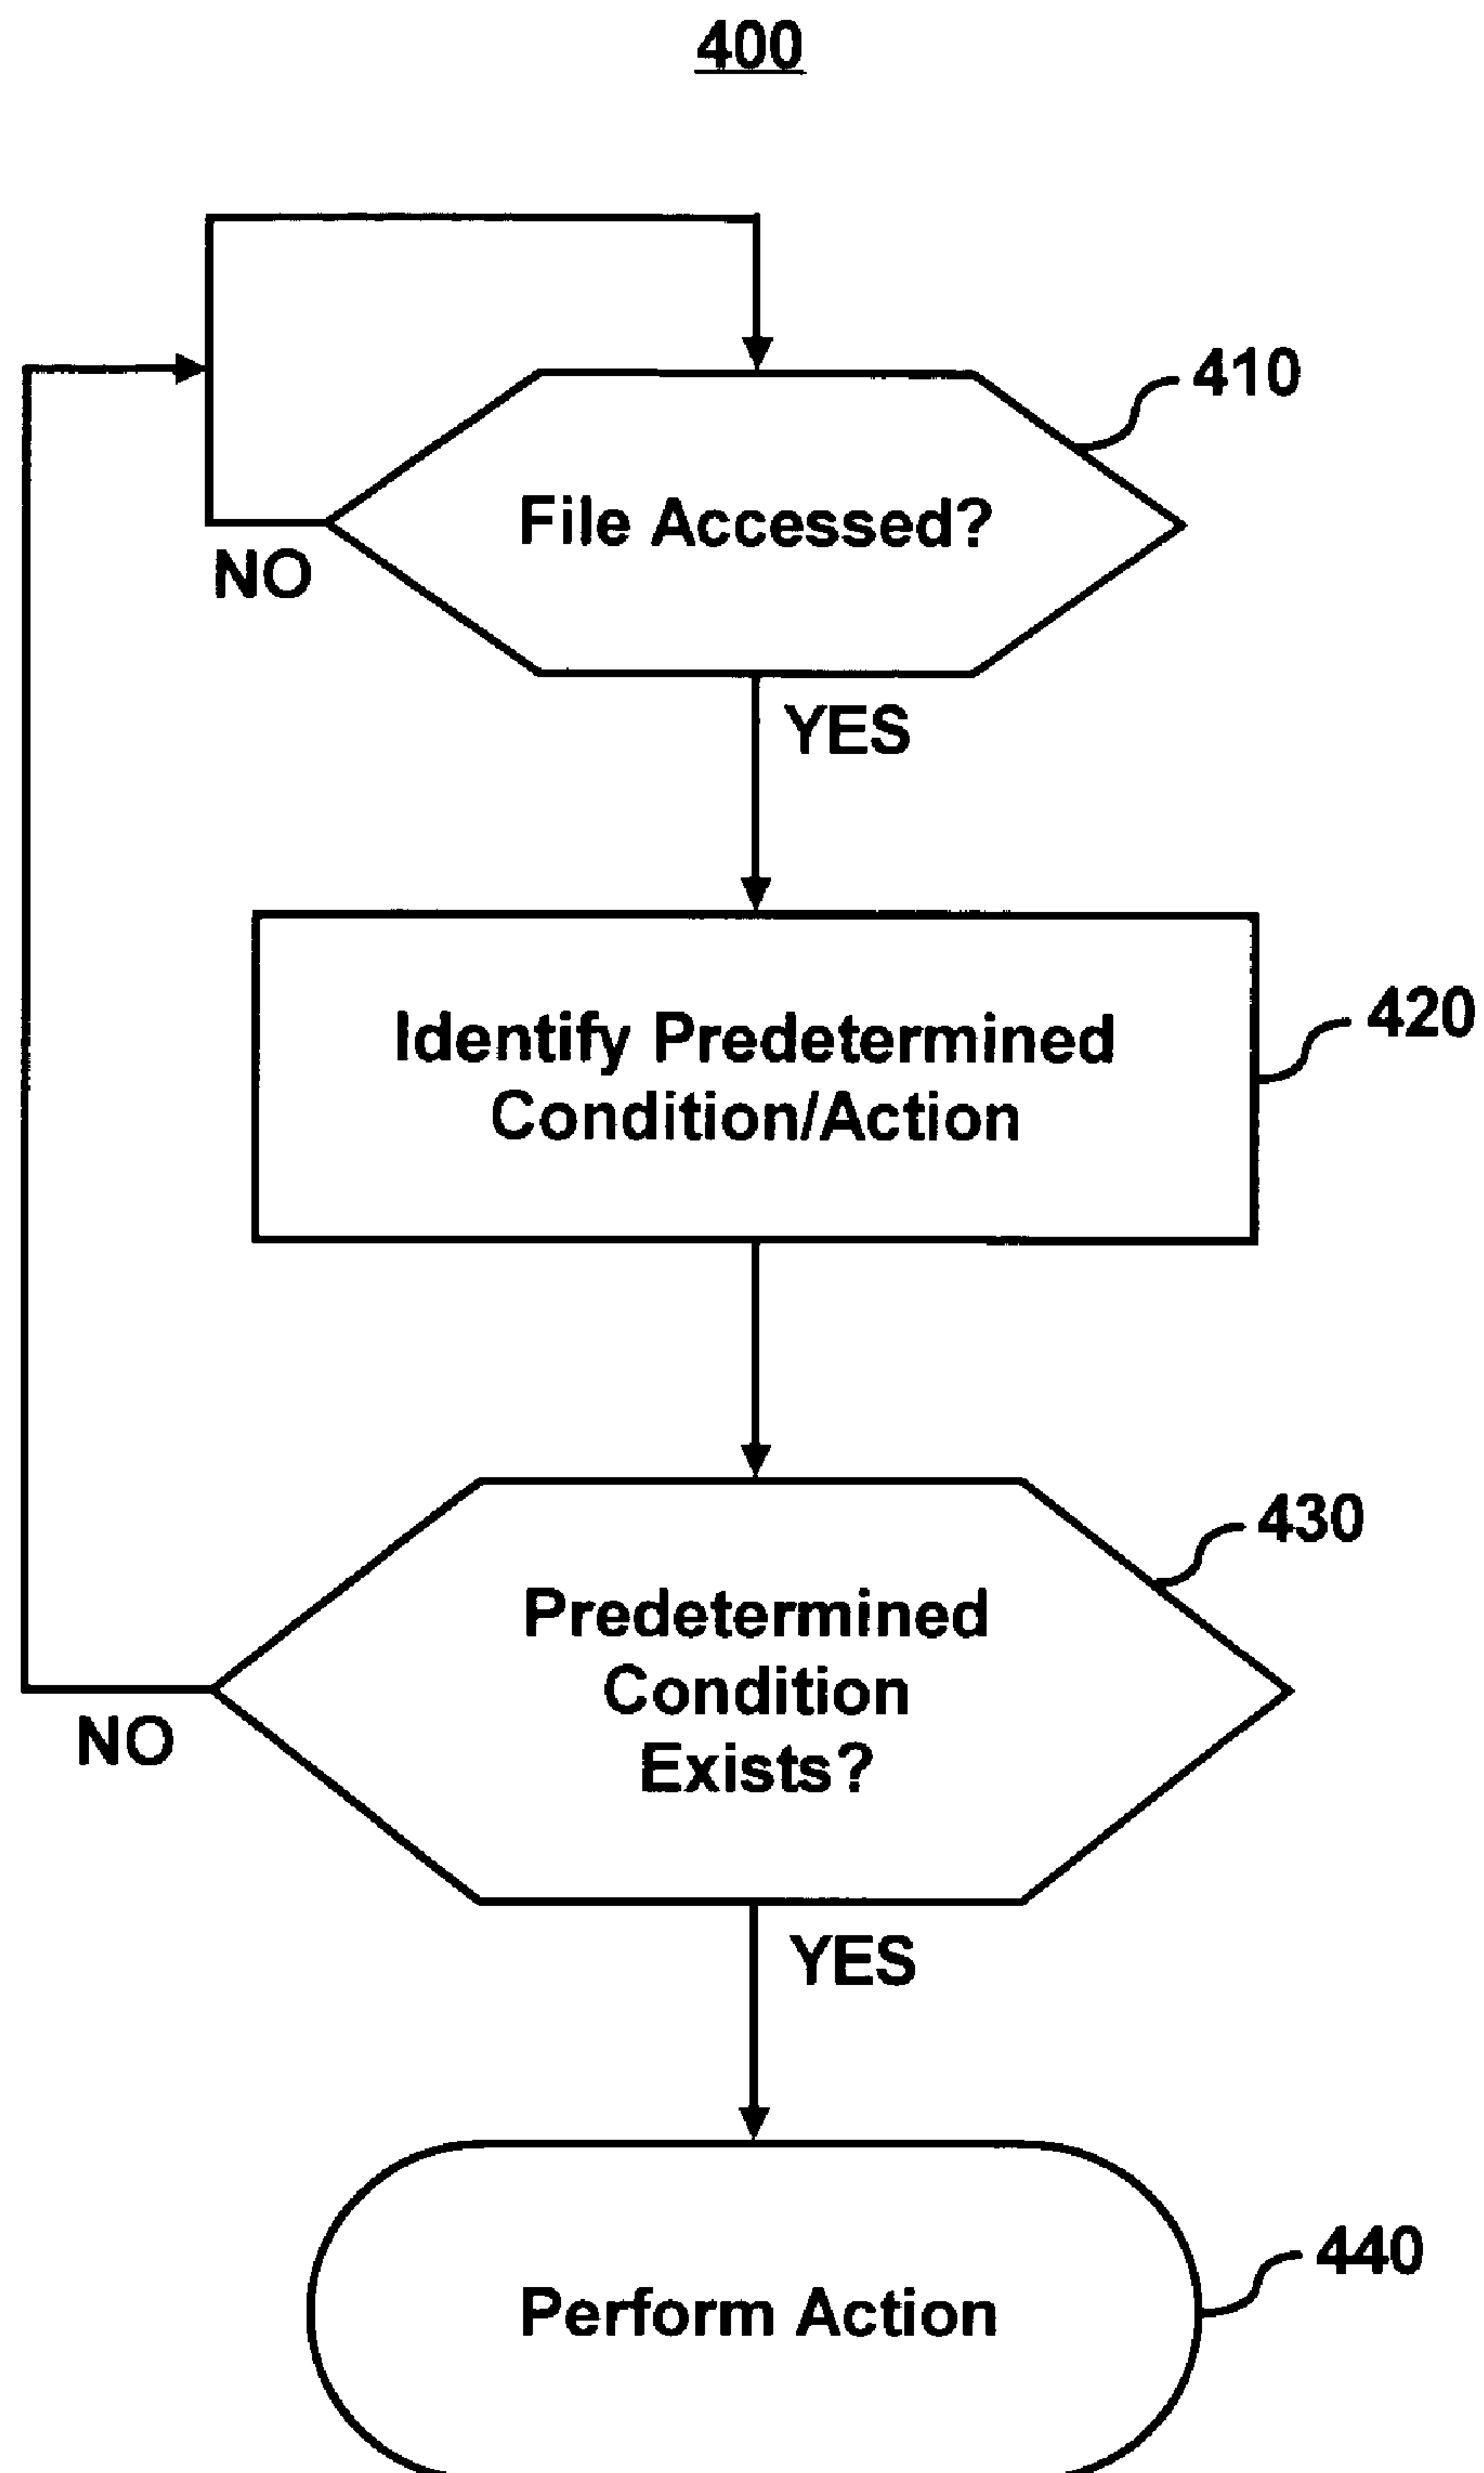 400
410
File Accessed?
NO
YES
420
Identify Predetermined
Condition/Action
430
Predetermined
Condition
Exists?
NO
YES
440
Perform Action